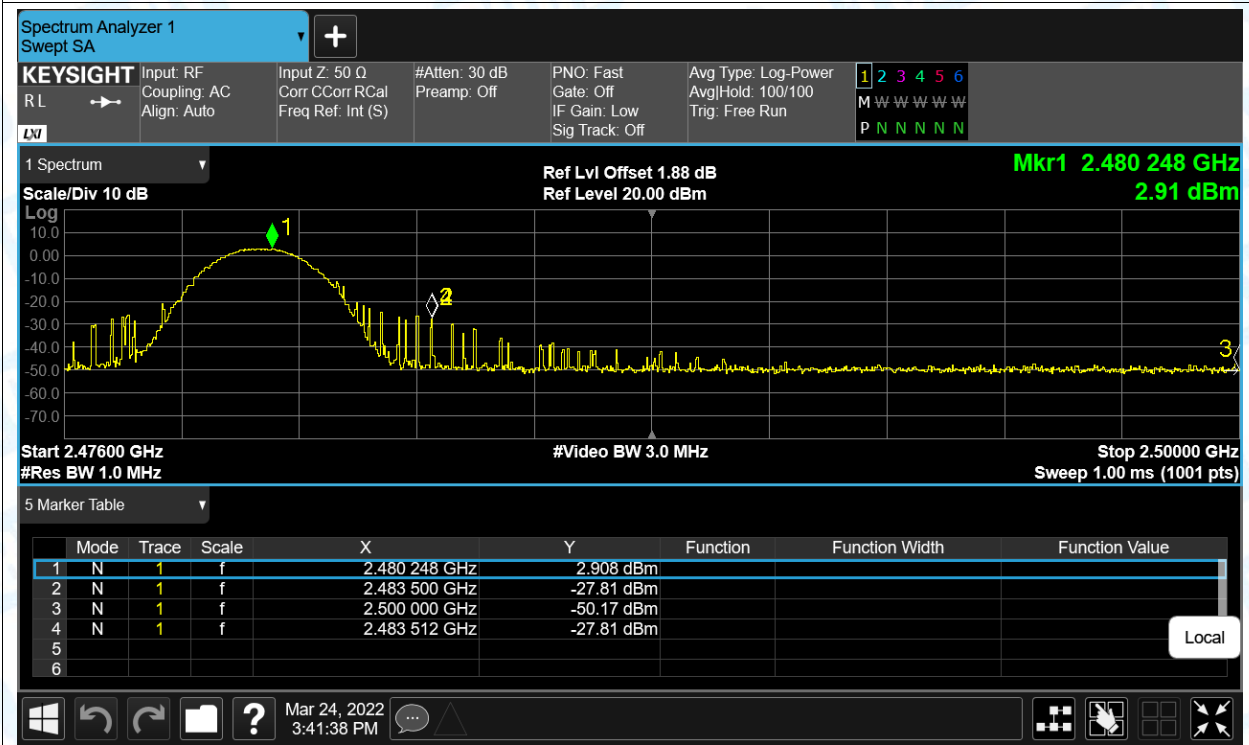 Spectrum Analyzer 1
Swept SA
KEYSIGHT
R L
LXI
Input: RF
Coupling: AC
Align: Auto
Input Z: 50 Ω
Corr CCorr RCal
Freq Ref: Int (S)
#Atten: 30 dB
Preamp: Off
PNO: Fast
Gate: Off
IF Gain: Low
Sig Track: Off
Avg Type: Log-Power
Avg|Hold: 100/100
Trig: Free Run
1 2 3 4 5 6
M W W W W W
P N N N N N
1 Spectrum
Scale/Div 10 dB
Ref Lvl Offset 1.88 dB
Ref Level 20.00 dBm
Mkr1 2.480 248 GHz
2.91 dBm
Log
10.0
0.00
-10.0
-20.0
-30.0
-40.0
-50.0
-60.0
-70.0
1
2
3
Start 2.47600 GHz
#Video BW 3.0 MHz
Stop 2.50000 GHz
#Res BW 1.0 MHz
Sweep 1.00 ms (1001 pts)
5 Marker Table
Mode Trace Scale X Y Function Function Width Function Value
1 N 1 f 2.480 248 GHz 2.908 dBm
2 N 1 f 2.483 500 GHz -27.81 dBm
3 N 1 f 2.500 000 GHz -50.17 dBm
4 N 1 f 2.483 512 GHz -27.81 dBm
5
6
Local
?
Mar 24, 2022
3:41:38 PM